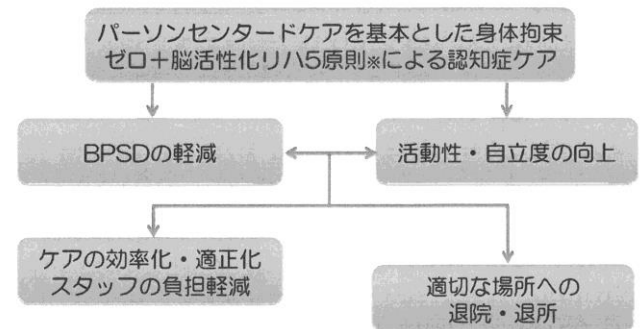 パーソンセンタードケアを基本とした身体拘束
ゼロ+脳活性化リハ5原則※による認知症ケア
BPSDの軽減
活動性・自立度の向上
ケアの効率化・適正化
スタッフの負担軽減
適切な場所への
退院・退所